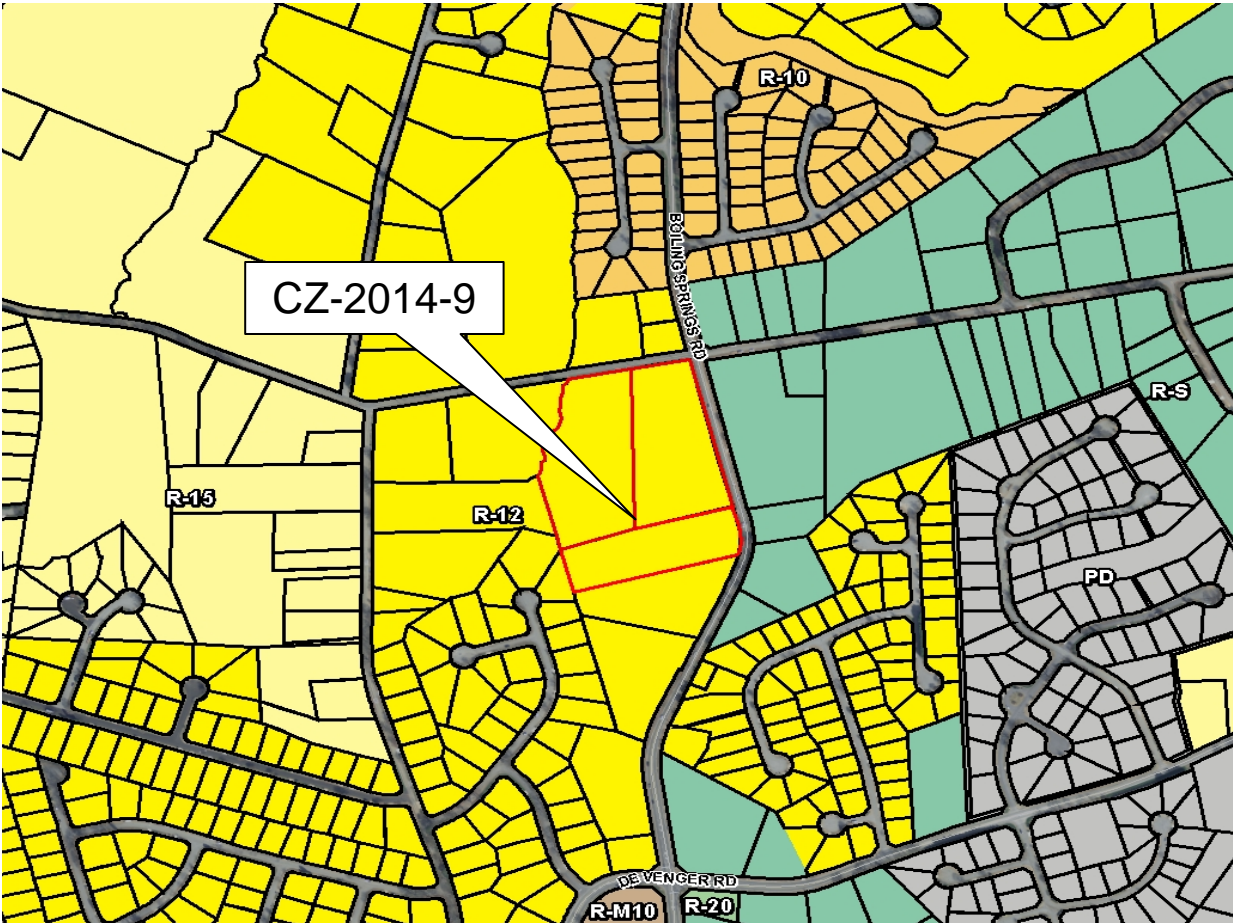 R-10
BOILING SPRINGS RD
CZ-2014-9
R-S
R-15
R-12
PD
DE VENGER RD
R-M10
R-20